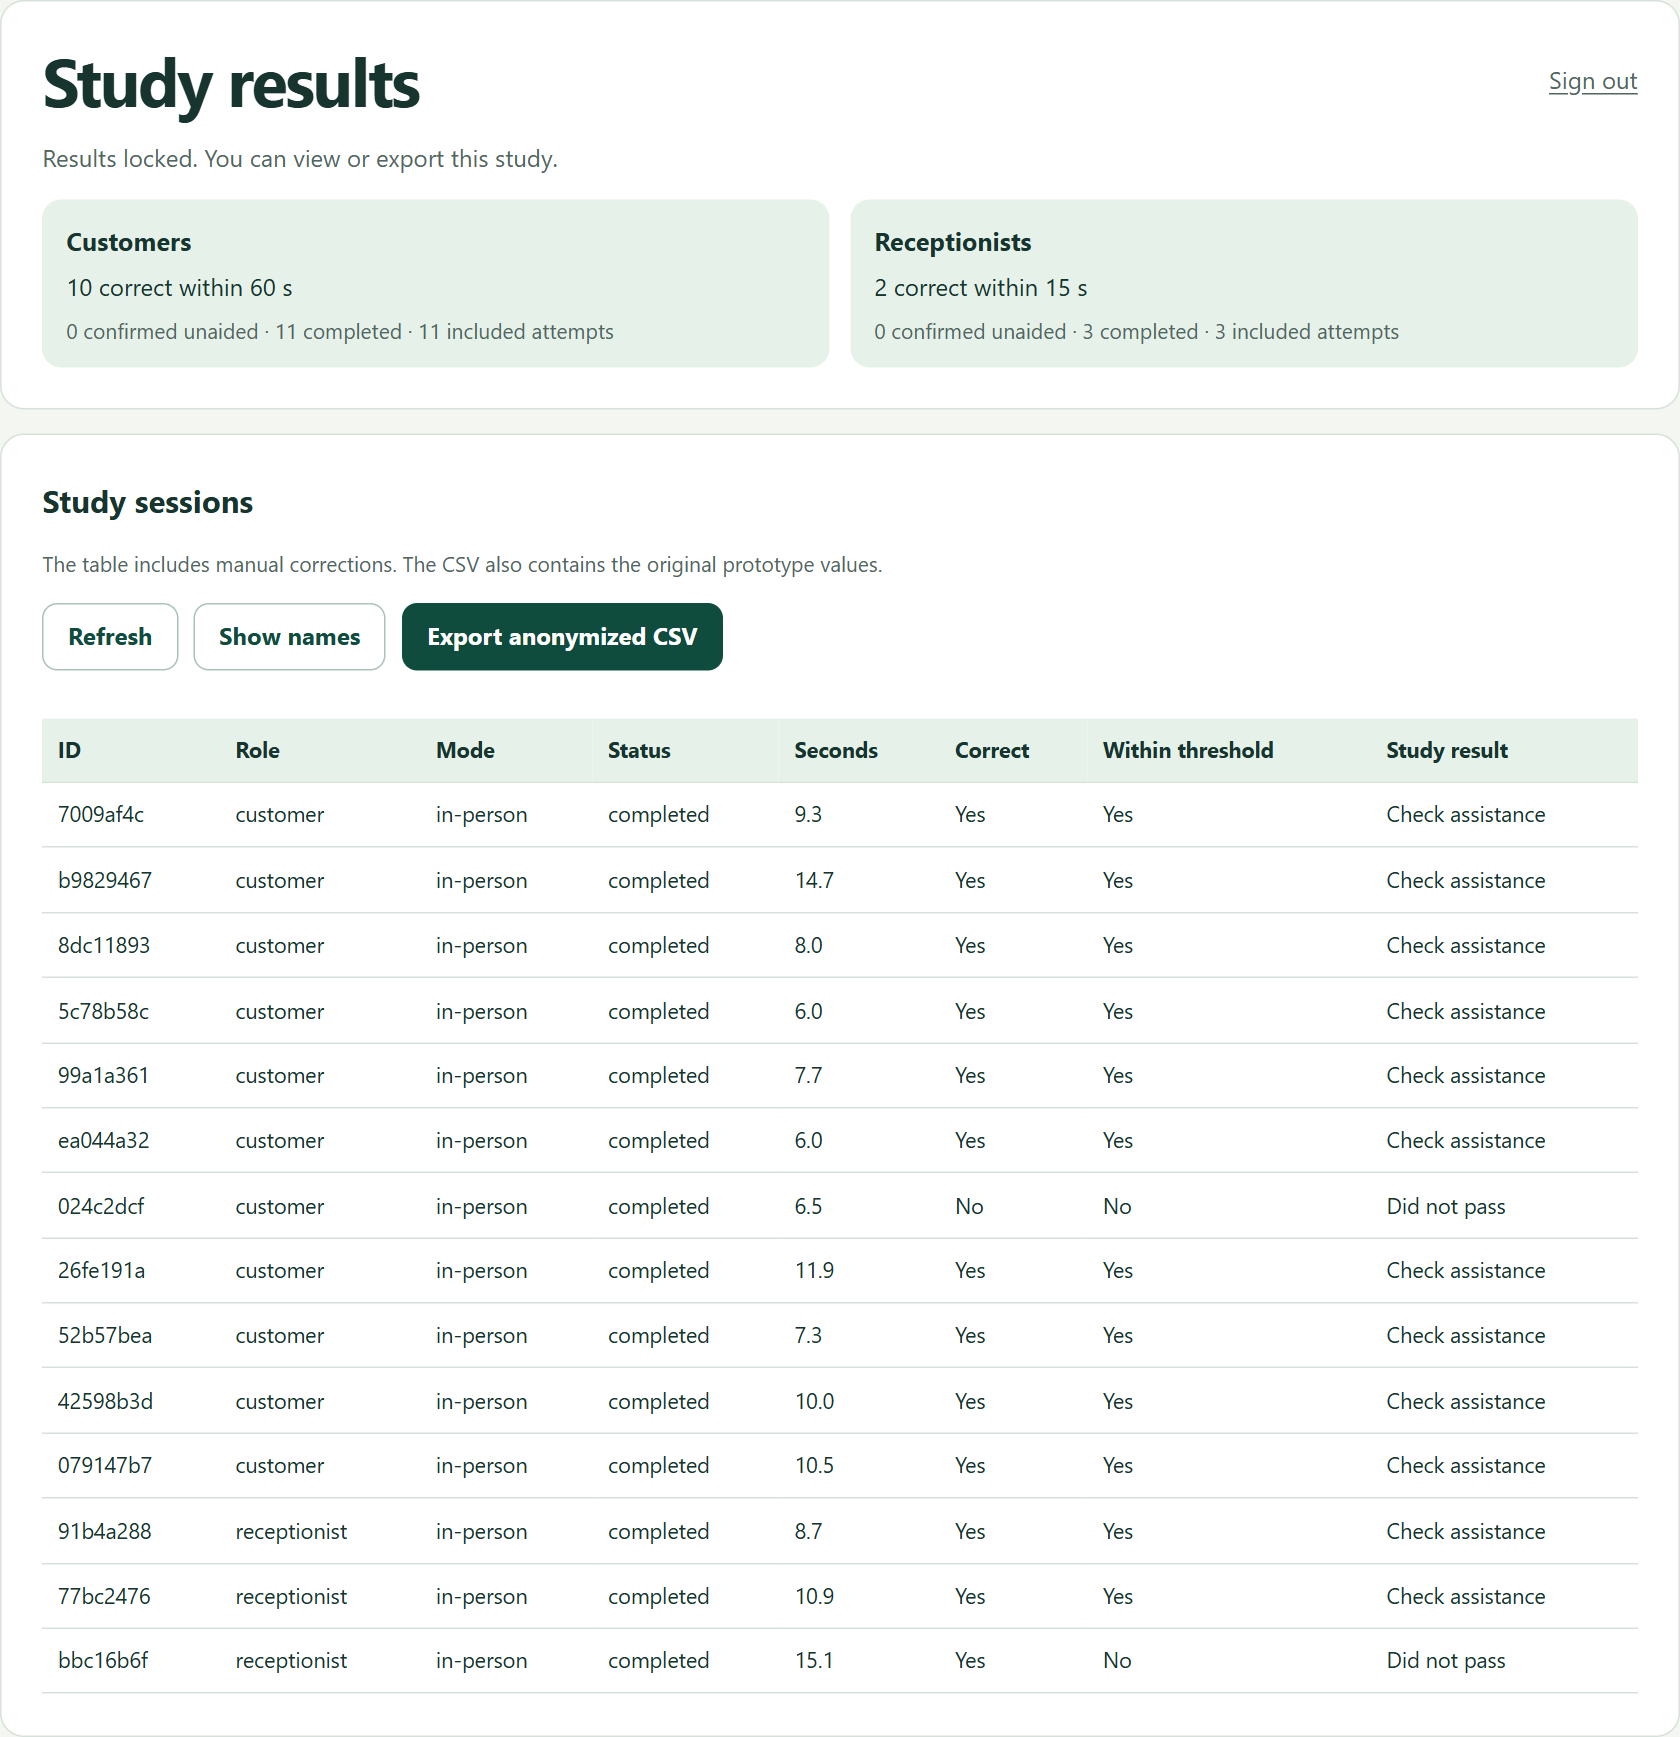 Study results
Sign out
Results locked. You can view or export this study.
Customers
10 correct within 60 s
0 confirmed unaided · 11 completed · 11 included attempts
Receptionists
2 correct within 15 s
0 confirmed unaided · 3 completed · 3 included attempts
Study sessions
The table includes manual corrections. The CSV also contains the original prototype values.
Refresh Show names Export anonymized CSV
ID Role Mode Status Seconds Correct Within threshold Study result
7009af4c customer in-person completed 9.3 Yes Yes Check assistance
b9829467 customer in-person completed 14.7 Yes Yes Check assistance
8dc11893 customer in-person completed 8.0 Yes Yes Check assistance
5c78b58c customer in-person completed 6.0 Yes Yes Check assistance
99a1a361 customer in-person completed 7.7 Yes Yes Check assistance
ea044a32 customer in-person completed 6.0 Yes Yes Check assistance
024c2dcf customer in-person completed 6.5 No No Did not pass
26fe191a customer in-person completed 11.9 Yes Yes Check assistance
52b57bea customer in-person completed 7.3 Yes Yes Check assistance
42598b3d customer in-person completed 10.0 Yes Yes Check assistance
079147b7 customer in-person completed 10.5 Yes Yes Check assistance
91b4a288 receptionist in-person completed 8.7 Yes Yes Check assistance
77bc2476 receptionist in-person completed 10.9 Yes Yes Check assistance
bbc16b6f receptionist in-person completed 15.1 Yes No Did not pass